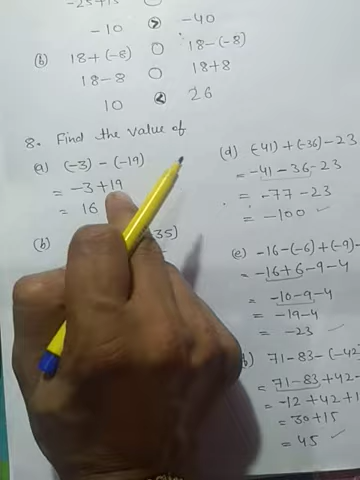 -25+15 ○
-10 > -40
(b) 18+(-8) ○ 18-(-8)
18-8 ○ 18+8
10 < 26
8. Find the value of
(a) (-3) - (-19)
= -3+19
= 16
(b) 35)
(d) (-41) + (-36) - 23
= -41 - 36 - 23
= -77 - 23
= -100 ✓
(e) -16-(-6)+(-9)-
= -16+6-9-4
= -10-9-4
= -19-4
= -23 ✓
) 71-83-(-42)
= 71-83+42-
= -12+42+1
= 30+15
= 45 ✓